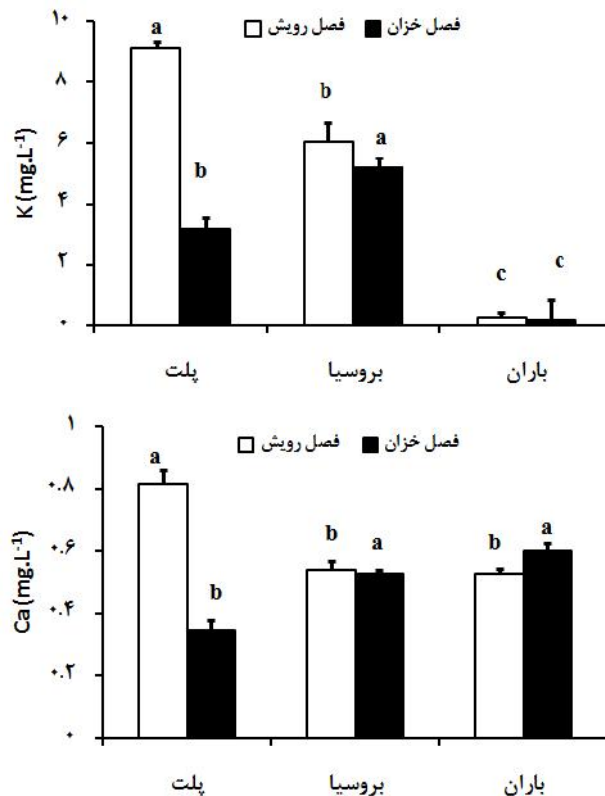 ۱۰
۸
۶
۴
۲
۰
K (mg.L-1)
فصل رویش فصل خزان
a
b
b
a
c
c
پلت بروسیا باران
۱
۰.۸
۰.۶
۰.۴
۰.۲
۰
Ca (mg.L-1)
فصل رویش فصل خزان
a
b
b
a
b
a
پلت بروسیا باران